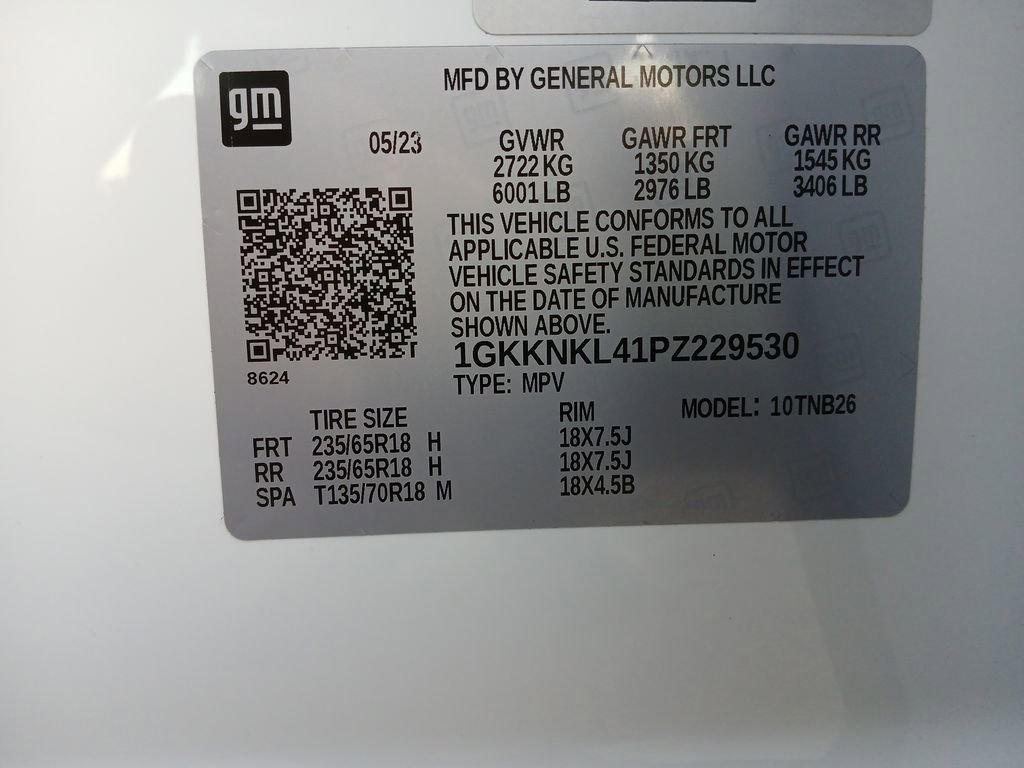 gm
MFD BY GENERAL MOTORS LLC
05/23 GVWR GAWR FRT GAWR RR
2722 KG 1350 KG 1545 KG
6001 LB 2976 LB 3406 LB
THIS VEHICLE CONFORMS TO ALL
APPLICABLE U.S. FEDERAL MOTOR
VEHICLE SAFETY STANDARDS IN EFFECT
ON THE DATE OF MANUFACTURE
SHOWN ABOVE.
1GKKNKL41PZ229530
8624
TYPE: MPV
TIRE SIZE RIM MODEL: 10TNB26
FRT 235/65R18 H 18X7.5J
RR 235/65R18 H 18X7.5J
SPA T135/70R18 M 18X4.5B